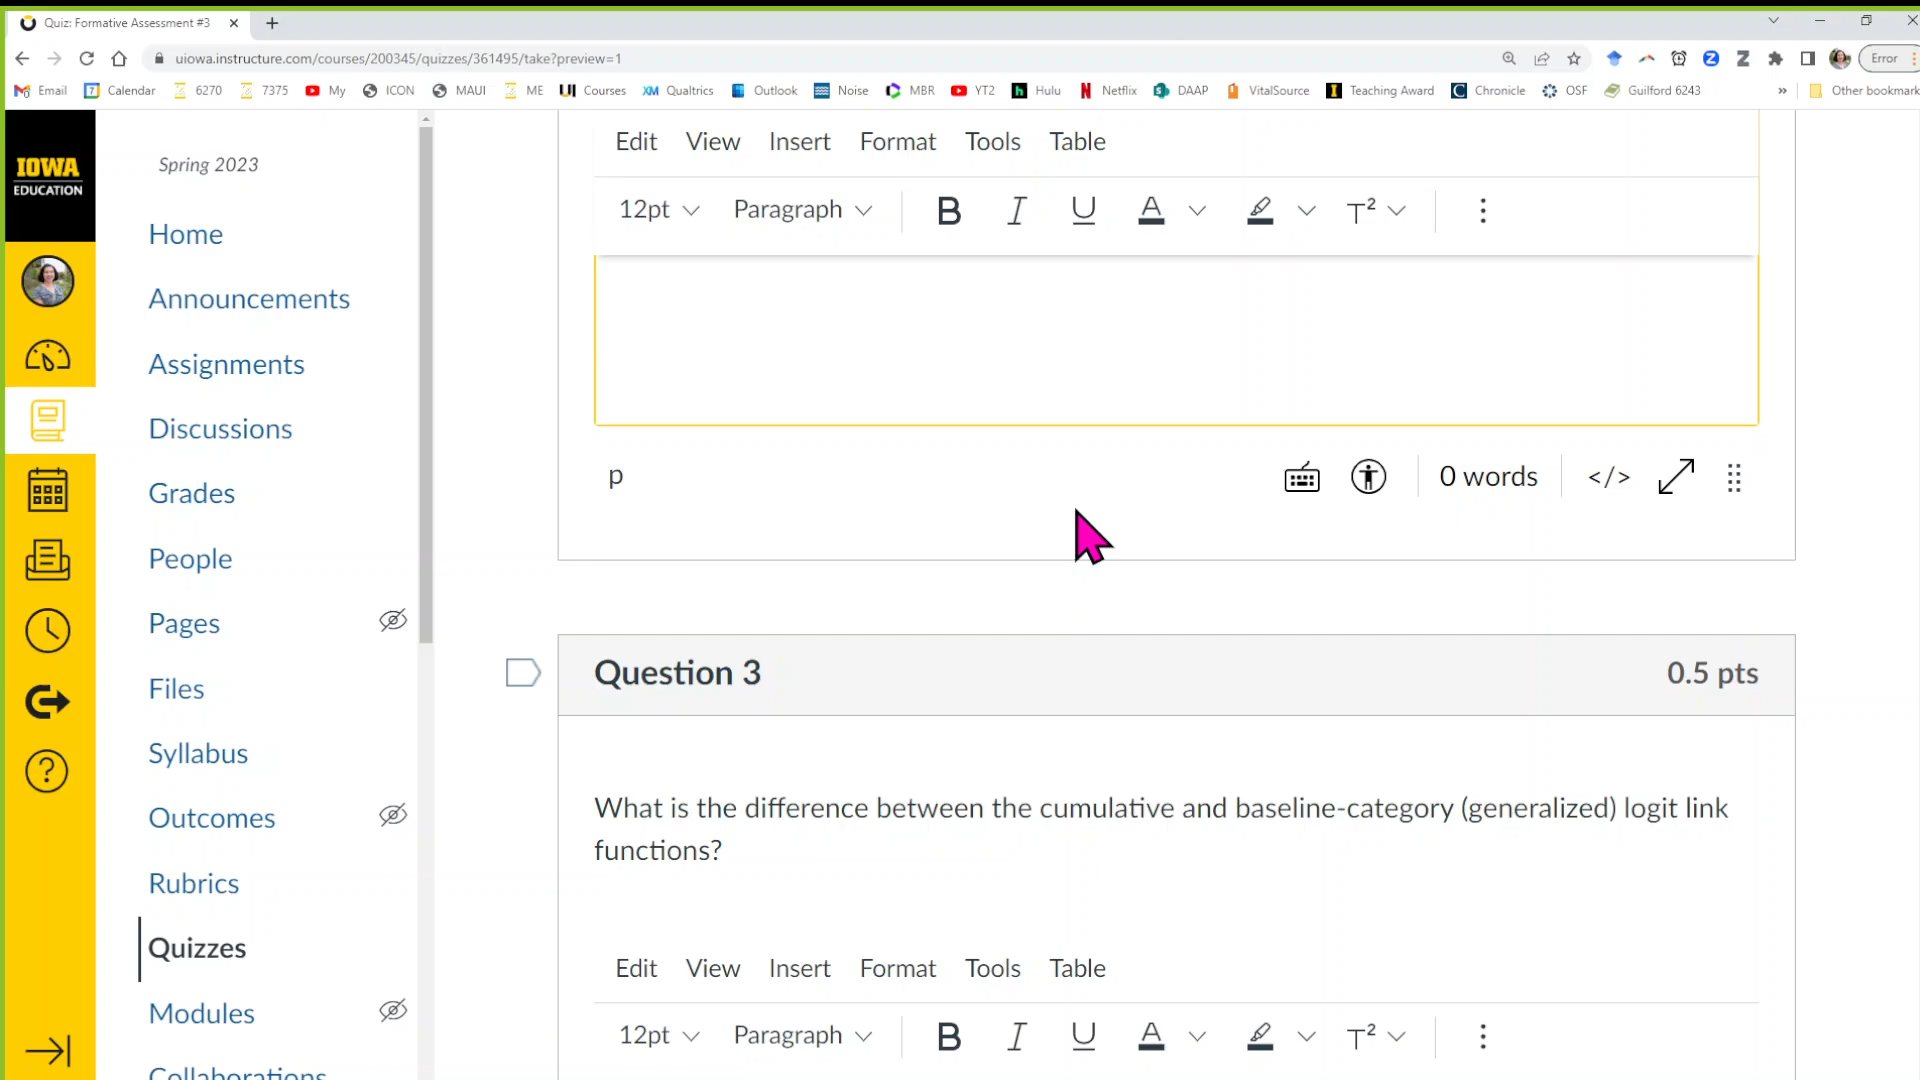 Quiz: Formative Assessment #3
uiowa.instructure.com/courses/200345/quizzes/361495/take?preview=1
Error
Email
Calendar
6270
7375
My
ICON
MAUI
ME
Courses
Qualtrics
Outlook
Noise
MBR
YT2
Hulu
Netflix
DAAP
VitalSource
Teaching Award
Chronicle
OSF
Guilford 6243
Other bookmark
IOWA
EDUCATION
Spring 2023
Home
Announcements
Assignments
Discussions
Grades
People
Pages
Files
Syllabus
Outcomes
Rubrics
Quizzes
Modules
Collaborations
Edit View Insert Format Tools Table
12pt Paragraph B I U A T²
p
0 words </>
Question 3 0.5 pts
What is the difference between the cumulative and baseline-category (generalized) logit link
functions?
Edit View Insert Format Tools Table
12pt Paragraph B I U A T²